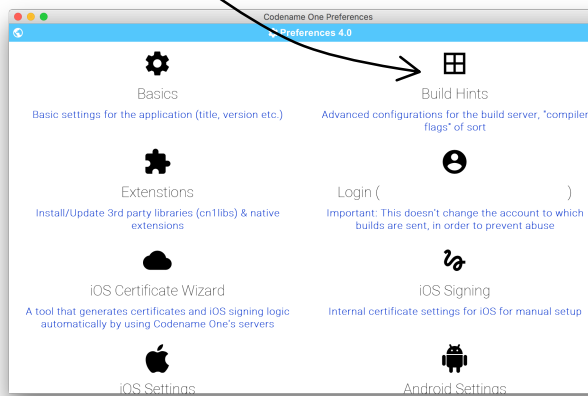 Codename One Preferences
Preferences 4.0
Basics
Basic settings for the application (title, version etc.)
Build Hints
Advanced configurations for the build server, "compiler
flags" of sort
Extenstions
Install/Update 3rd party libraries (cn1libs) & native
extensions
Login ( )
Important: This doesn't change the account to which
builds are sent, in order to prevent abuse
iOS Certificate Wizard
A tool that generates certificates and iOS signing logic
automatically by using Codename One's servers
iOS Signing
Internal certificate settings for iOS for manual setup
iOS Settings
Android Settings